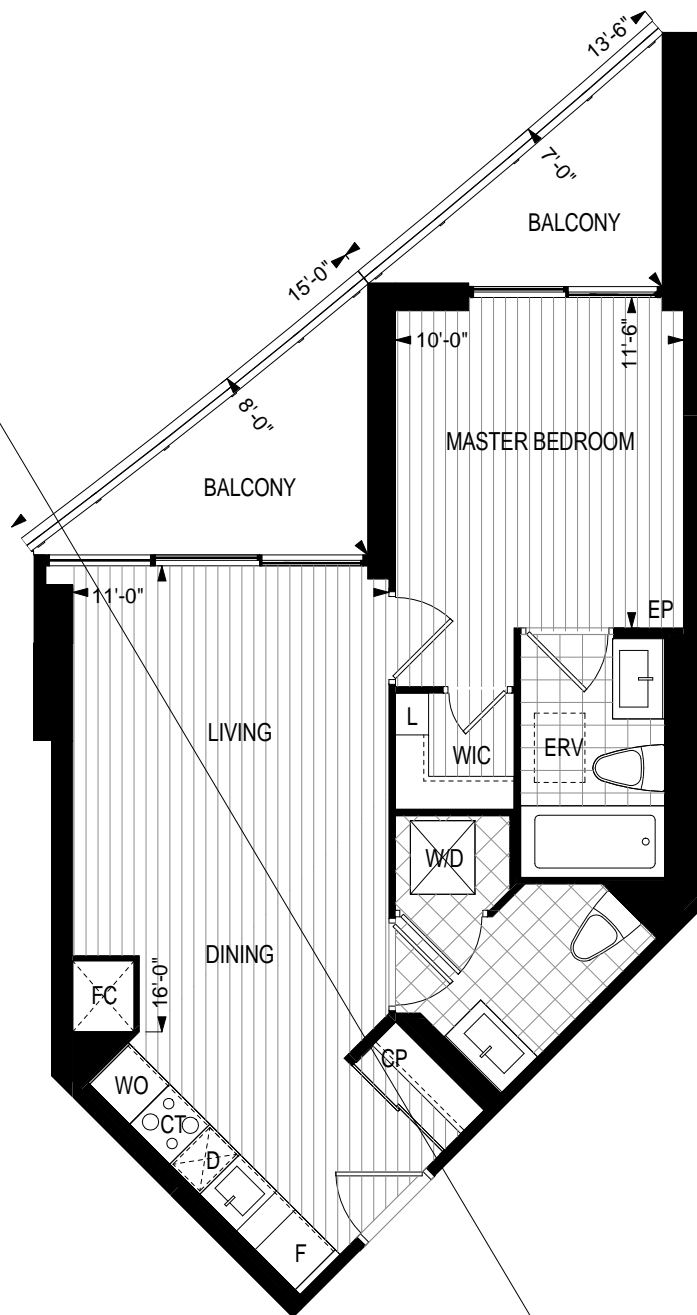 13'-6"
7'-0"
BALCONY
15'-0"
10'-0"
11'-6"
8'-0"
MASTER BEDROOM
BALCONY
11'-0"
EP
L
LIVING
WIC
ERV
W/D
DINING
FC
16'-0"
CP
WO
CT
D
F